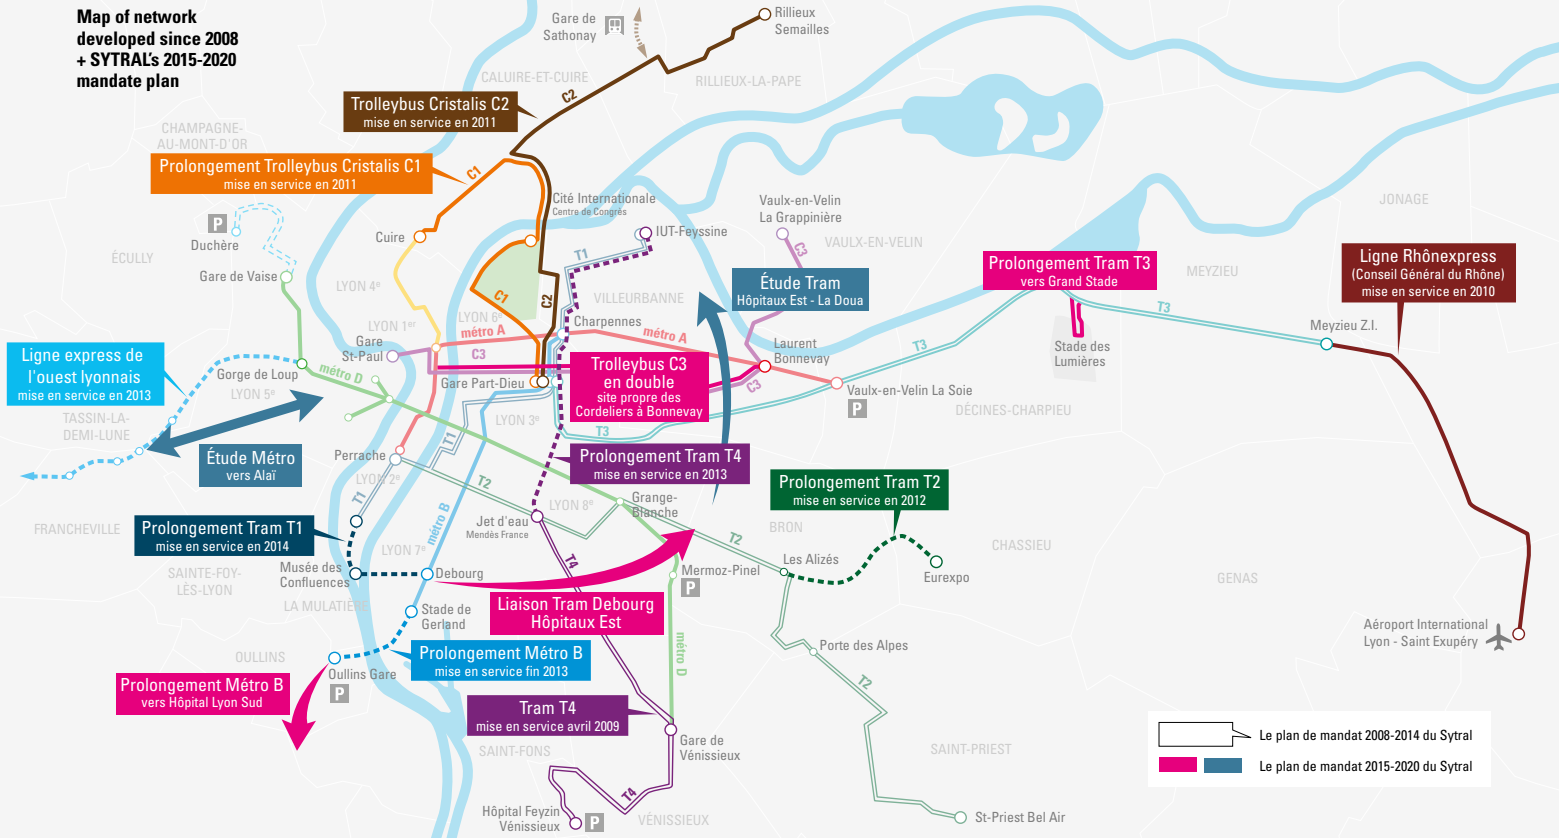 Map of network
developed since 2008
+ SYTRAL's 2015-2020
mandate plan
Gare de
Sathonay
Rillieux
Semailles
CALUIRE-ET-CUIRE
RILLIEUX-LA-PAPE
C2
Trolleybus Cristalis C2
mise en service en 2011
CHAMPAGNE-
AU-MONT-D'OR
Prolongement Trolleybus Cristalis C1
mise en service en 2011
C1
Cité Internationale
Centre de Congrès
Vaulx-en-Velin
La Grappinière
JONAGE
P
Duchère
Cuire
IUT-Feyssine
T1
C3
VAULX-EN-VELIN
ÉCULLY
Gare de Vaise
LYON 4e
C1
C2
VILLEURBANNE
Étude Tram
Hôpitaux Est - La Doua
Prolongement Tram T3
vers Grand Stade
MEYZIEU
Ligne Rhônexpress
(Conseil Général du Rhône)
mise en service en 2010
LYON 1er
LYON 6e
Charpennes
métro A
métro A
T3
Meyzieu Z.I.
Gare
St-Paul
C3
Laurent
Bonnevay
T3
Stade des
Lumières
Ligne express de
l'ouest lyonnais
mise en service en 2013
Gorge de Loup
métro D
Gare Part-Dieu
Trolleybus C3
en double
site propre des
Cordeliers à Bonnevay
C3
Vaulx-en-Velin La Soie
P
LYON 5e
TASSIN-LA-
DEMI-LUNE
LYON 3e
T3
DÉCINES-CHARPIEU
T1
Étude Métro
vers Alaï
Perrache
LYON 2e
T2
Prolongement Tram T4
mise en service en 2013
Prolongement Tram T2
mise en service en 2012
T1
métro B
LYON 8e
Grange-
Blanche
FRANCHEVILLE
Prolongement Tram T1
mise en service en 2014
Jet d'eau
Mendès France
BRON
T2
CHASSIEU
LYON 7e
T4
Les Alizés
SAINTE-FOY-
LÈS-LYON
Musée des
Confluences
Debourg
Mermoz-Pinel
P
Eurexpo
GENAS
LA MULATIÈRE
Stade de
Gerland
Liaison Tram Debourg
Hôpitaux Est
Aéroport International
Lyon - Saint Exupéry
OULLINS
Prolongement Métro B
mise en service fin 2013
métro D
Porte des Alpes
Oullins Gare
P
Prolongement Métro B
vers Hôpital Lyon Sud
T2
Tram T4
mise en service avril 2009
SAINT-FONS
Gare de
Vénissieux
SAINT-PRIEST
Le plan de mandat 2008-2014 du Sytral
Le plan de mandat 2015-2020 du Sytral
T4
Hôpital Feyzin
Vénissieux
P
VÉNISSIEUX
St-Priest Bel Air